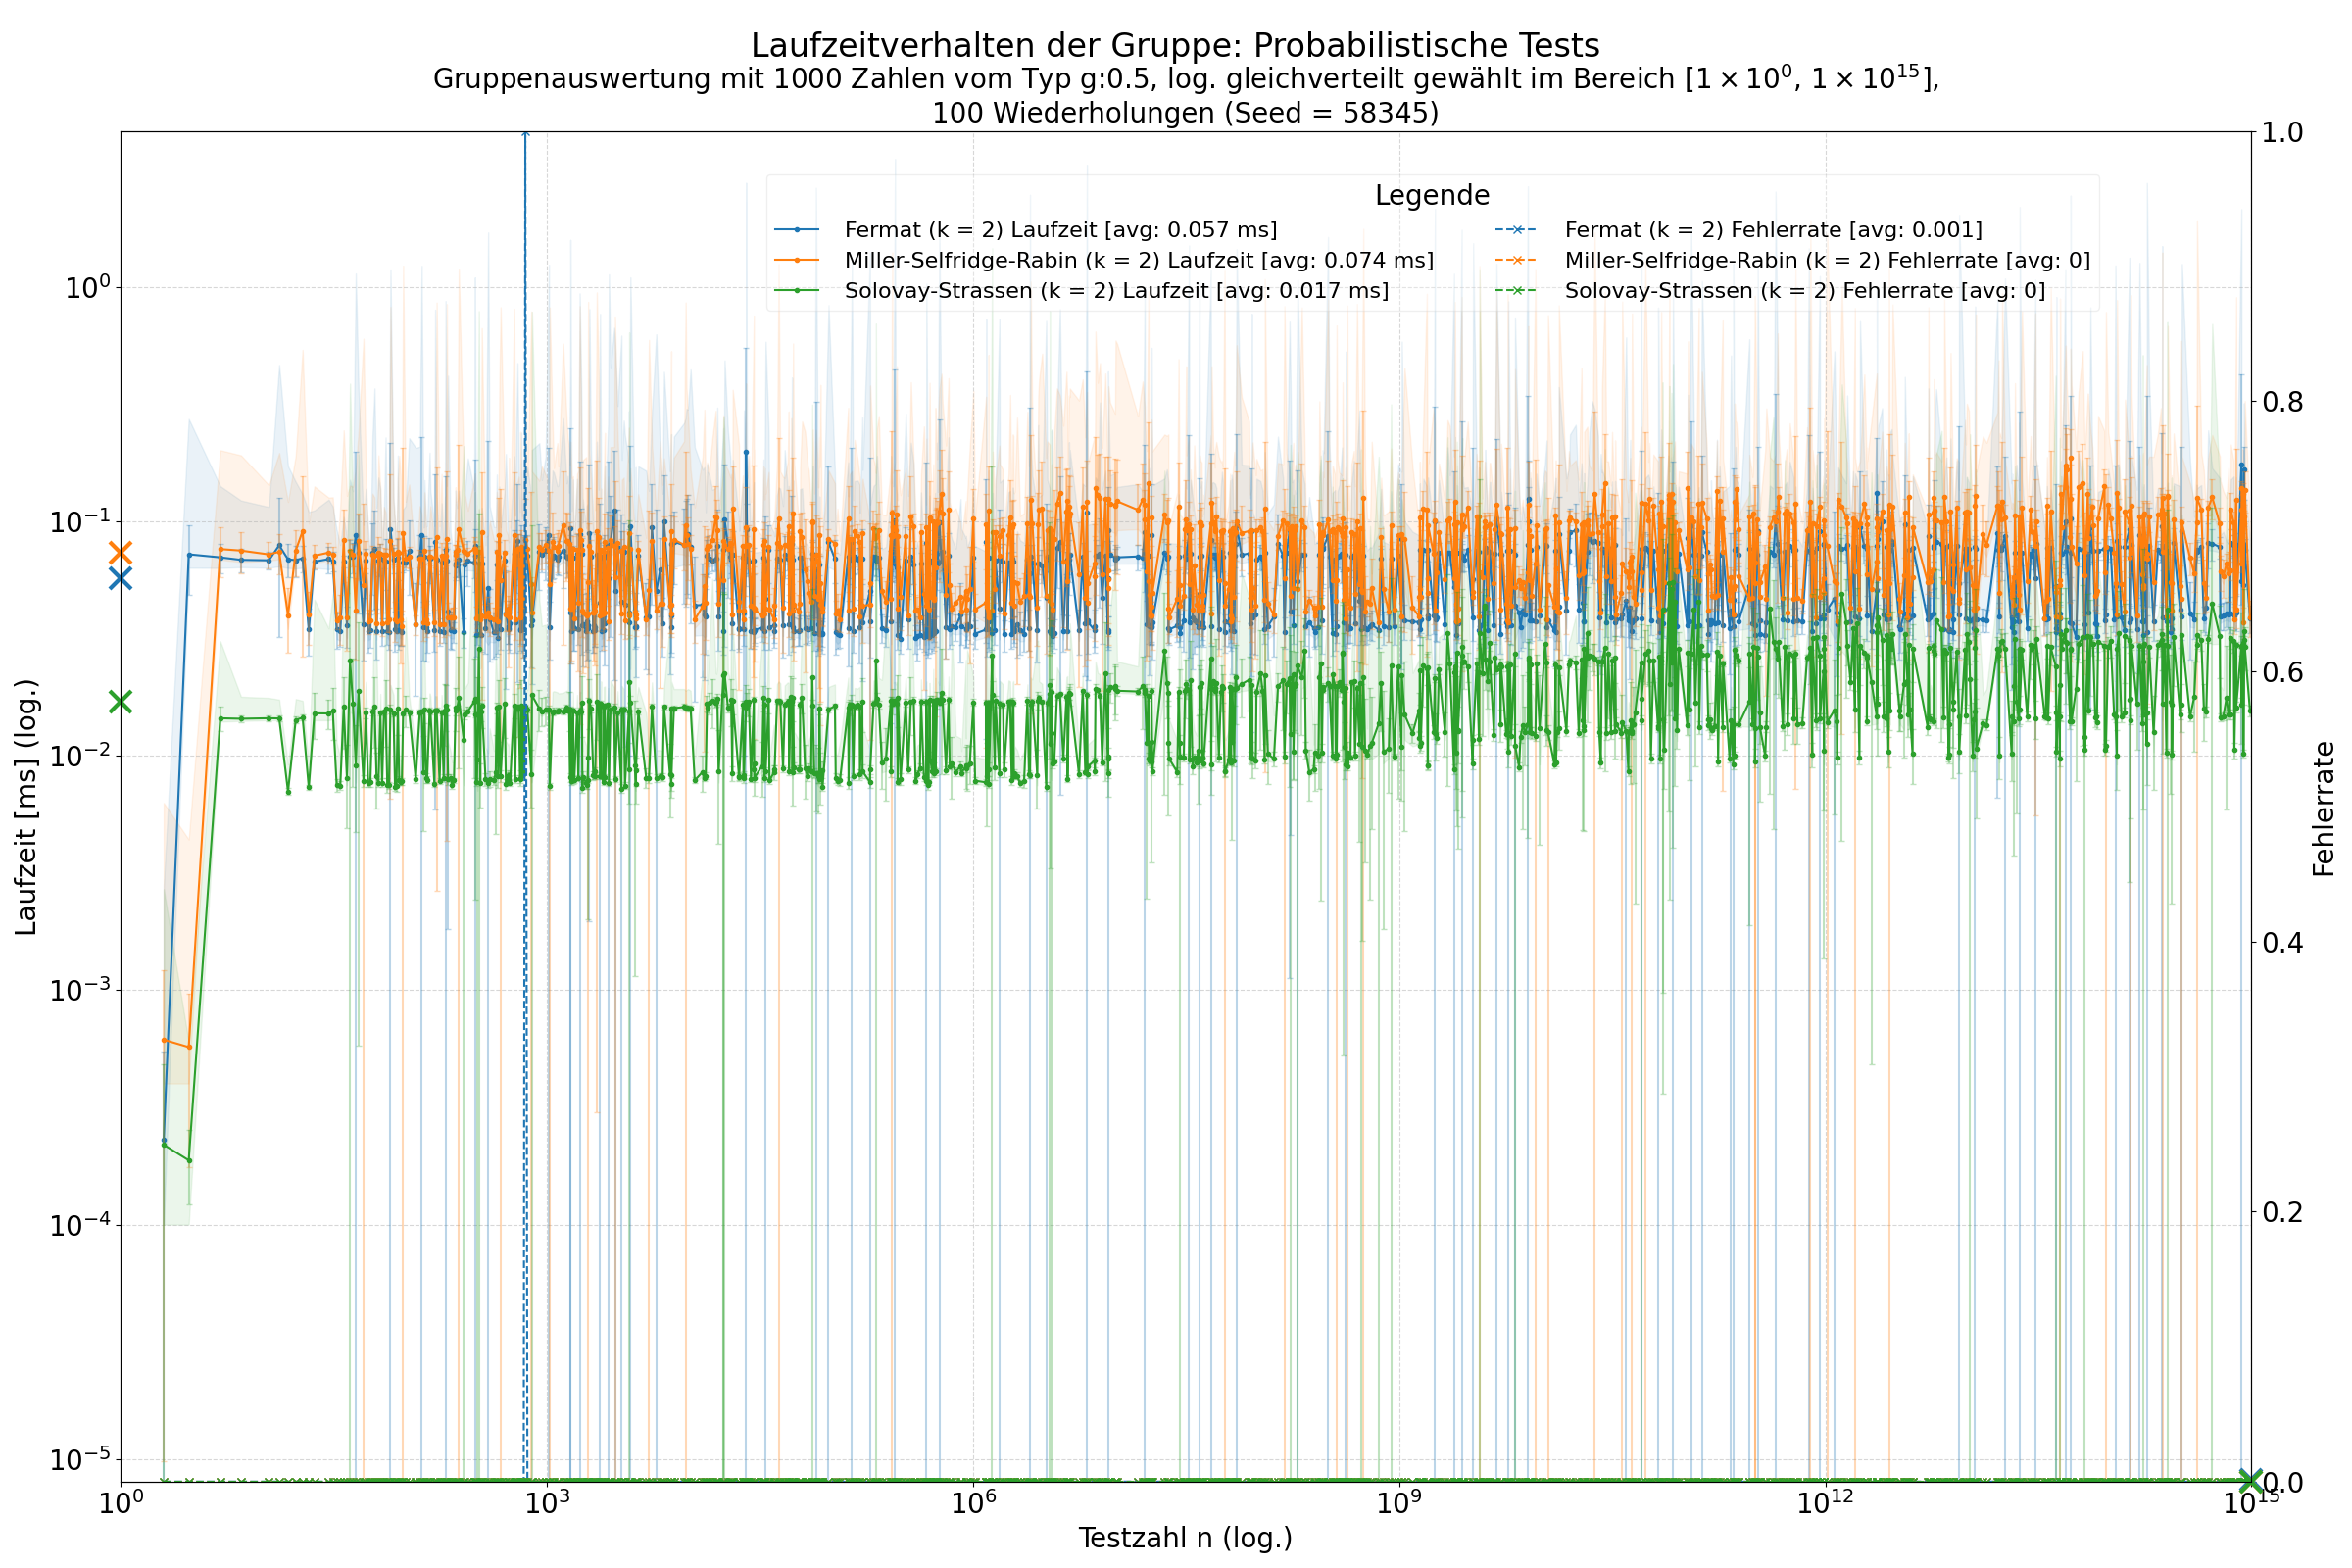 Laufzeitverhalten der Gruppe: Probabilistische Tests
Gruppenauswertung mit 1000 Zahlen vom Typ g:0.5, log. gleichverteilt gewählt im Bereich [1 × 10⁰, 1 × 10¹⁵],
100 Wiederholungen (Seed = 58345)
Legende
Fermat (k = 2) Laufzeit [avg: 0.057 ms]
Miller-Selfridge-Rabin (k = 2) Laufzeit [avg: 0.074 ms]
Solovay-Strassen (k = 2) Laufzeit [avg: 0.017 ms]
Fermat (k = 2) Fehlerrate [avg: 0.001]
Miller-Selfridge-Rabin (k = 2) Fehlerrate [avg: 0]
Solovay-Strassen (k = 2) Fehlerrate [avg: 0]
Laufzeit [ms] (log.)
10⁰
10⁻¹
10⁻²
10⁻³
10⁻⁴
10⁻⁵
1.0
0.8
0.6
0.4
0.2
0.0
Fehlerrate
10⁰
10³
10⁶
10⁹
10¹²
10¹⁵
Testzahl n (log.)